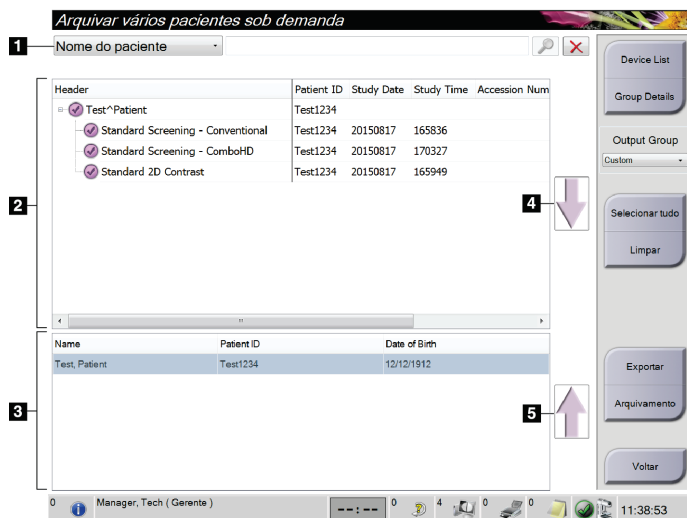 Arquivar vários pacientes sob demanda
1 Nome do paciente
Device List
Group Details
Output Group
Custom
Selecionar tudo
Limpar
Exportar
Arquivamento
Voltar
2
Header Patient ID Study Date Study Time Accession Num
Test^Patient Test1234
Standard Screening - Conventional Test1234 20150817 165836
Standard Screening - ComboHD Test1234 20150817 170327
Standard 2D Contrast Test1234 20150817 165949
4
3
Name Patient ID Date of Birth
Test, Patient Test1234 12/12/1912
5
0 Manager, Tech ( Gerente ) --:-- 0 4 0 0 11:38:53